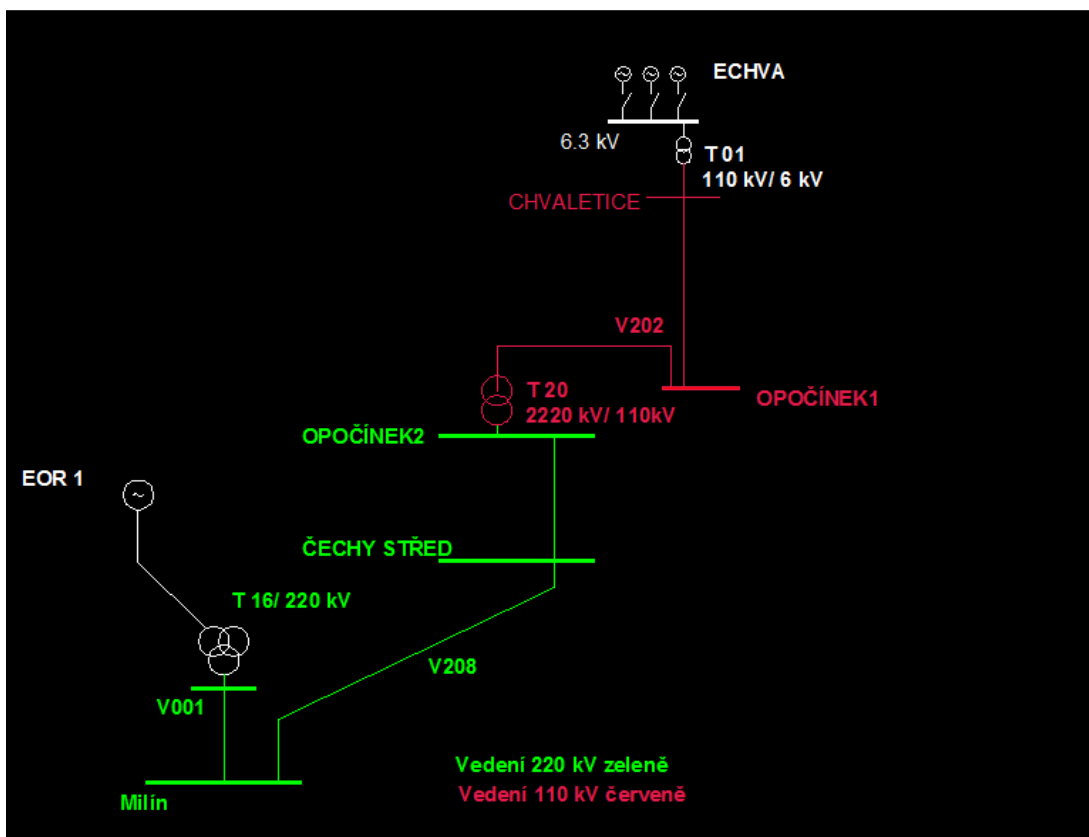 ECHVA
6.3 kV
T 01
110 kV/ 6 kV
CHVALETICE
V202
T 20
2220 kV/ 110kV
OPOČÍNEK1
OPOČÍNEK2
EOR 1
ČECHY STŘED
T 16/ 220 kV
V208
V001
Vedení 220 kV zeleně
Vedení 110 kV červeně
Milín